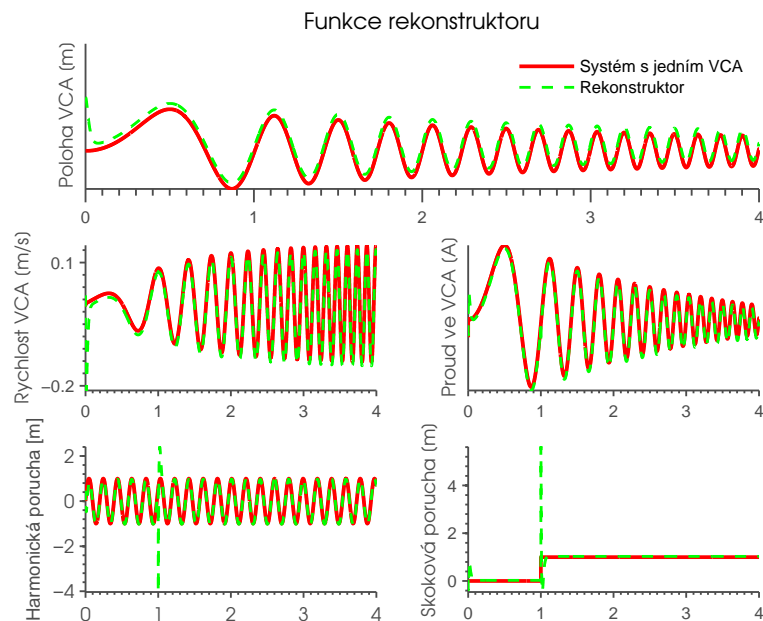 Funkce rekonstruktoru
Poloha VCA (m)
Systém s jedním VCA
Rekonstruktor
0 1 2 3 4
Rychlost VCA (m/s)
0.1
−0.2
0 1 2 3 4
Proud ve VCA (A)
0 1 2 3 4
Harmonická porucha [m]
2
0
−2
−4
0 1 2 3 4
Skoková porucha (m)
4
2
0
0 1 2 3 4